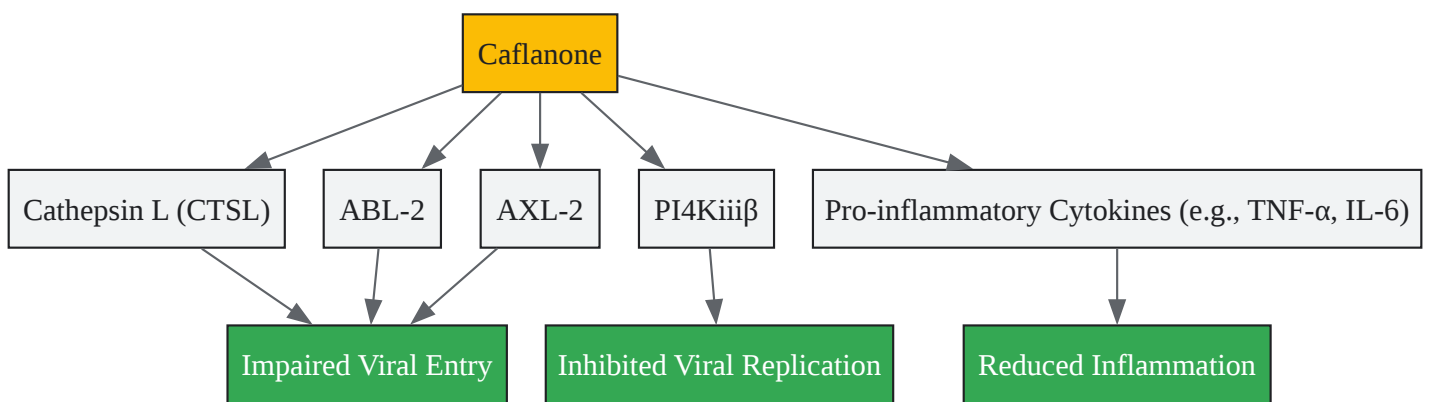 Caflanone
Cathepsin L (CTSL)
ABL-2
AXL-2
PI4Kiiiβ
Pro-inflammatory Cytokines (e.g., TNF-α, IL-6)
Impaired Viral Entry
Inhibited Viral Replication
Reduced Inflammation